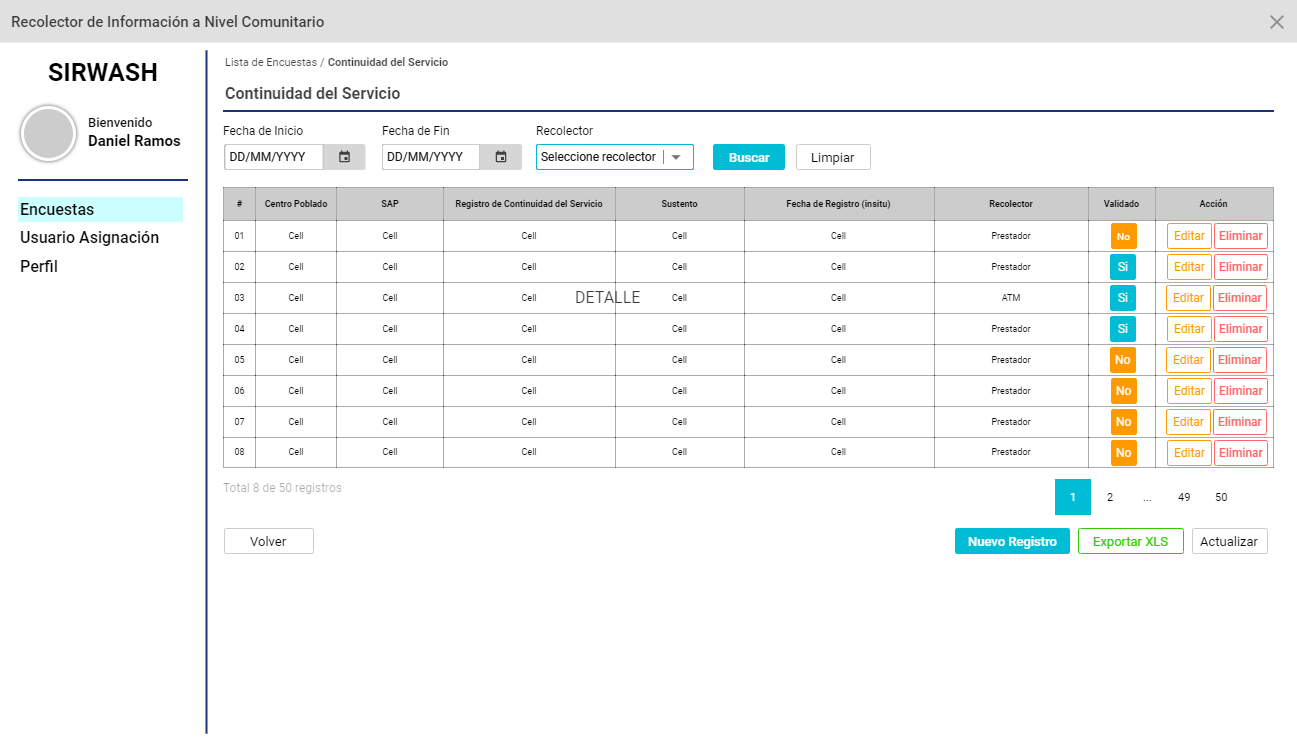 Recolector de Información a Nivel Comunitario
SIRWASH
Bienvenido
Daniel Ramos
Encuestas
Usuario Asignación
Perfil
Lista de Encuestas / Continuidad del Servicio
Continuidad del Servicio
Fecha de Inicio Fecha de Fin Recolector
DD/MM/YYYY DD/MM/YYYY Seleccione recolector Buscar Limpiar
# Centro Poblado SAP Registro de Continuidad del Servicio Sustento Fecha de Registro (insitu) Recolector Validado Acción
01 Cell Cell Cell Cell Cell Prestador No Editar Eliminar
02 Cell Cell Cell Cell Cell Prestador Si Editar Eliminar
03 Cell Cell Cell DETALLE Cell Cell ATM Si Editar Eliminar
04 Cell Cell Cell Cell Cell Prestador Si Editar Eliminar
05 Cell Cell Cell Cell Cell Prestador No Editar Eliminar
06 Cell Cell Cell Cell Cell Prestador No Editar Eliminar
07 Cell Cell Cell Cell Cell Prestador No Editar Eliminar
08 Cell Cell Cell Cell Cell Prestador No Editar Eliminar
Total 8 de 50 registros
1 2 ... 49 50
Volver Nuevo Registro Exportar XLS Actualizar